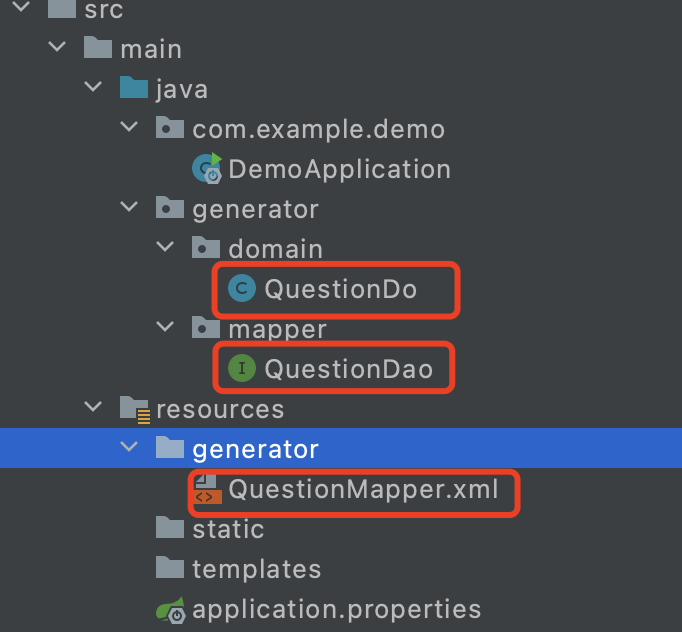 src
main
java
com.example.demo
DemoApplication
generator
domain
QuestionDo
mapper
QuestionDao
resources
generator
QuestionMapper.xml
static
templates
application.properties